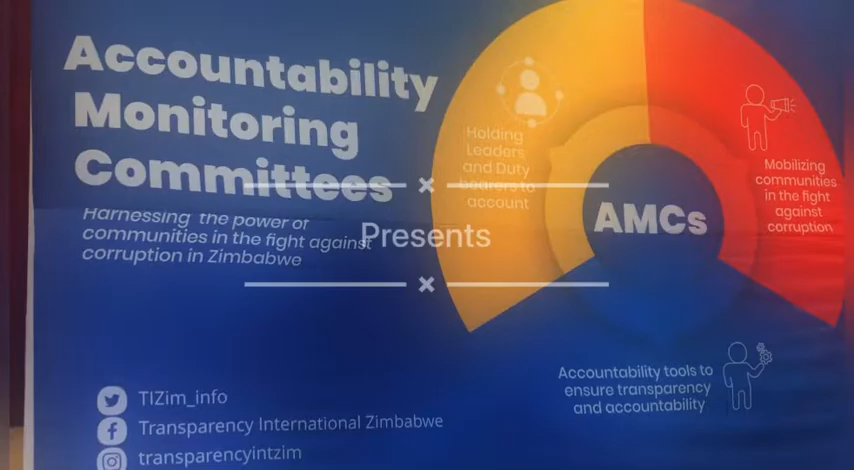 Accountability
Monitoring
Committees
Harnessing the power of
communities in the fight against
corruption in Zimbabwe
Presents
Holding
Leaders
and Duty
bearers to
account
AMCs
Mobilizing
communities
in the fight
against
corruption
Accountability tools to
ensure transparency
and accountability
TIZim_info
Transparency International Zimbabwe
transparencyintzim